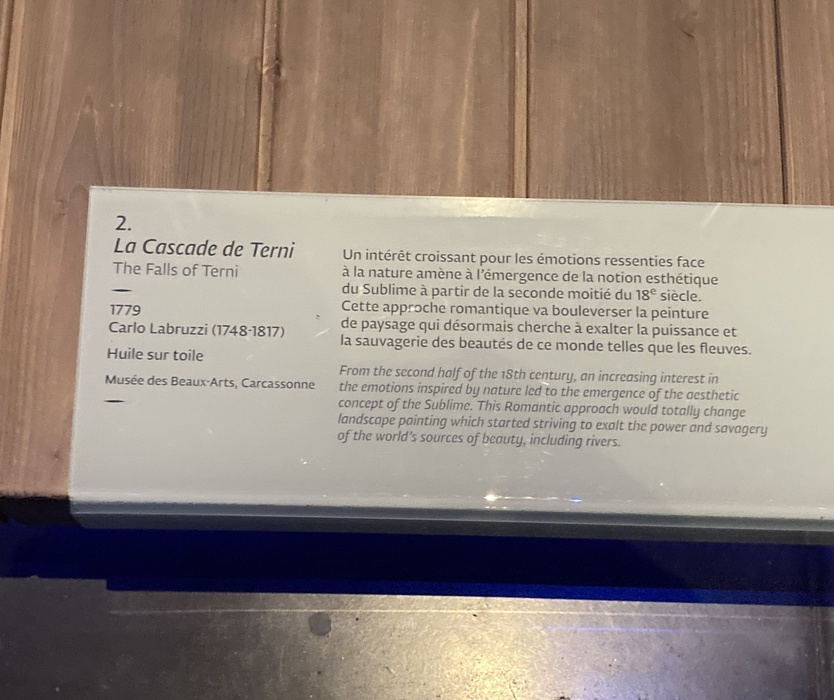 2.
La Cascade de Terni
The Falls of Terni
1779
Carlo Labruzzi (1748-1817)
Huile sur toile
Musée des Beaux-Arts, Carcassonne
Un intérêt croissant pour les émotions ressenties face
à la nature amène à l'émergence de la notion esthétique
du Sublime à partir de la seconde moitié du 18e siècle.
Cette approche romantique va bouleverser la peinture
de paysage qui désormais cherche à exalter la puissance et
la sauvagerie des beautés de ce monde telles que les fleuves.
From the second half of the 18th century, an increasing interest in
the emotions inspired by nature led to the emergence of the aesthetic
concept of the Sublime. This Romantic approach would totally change
landscape painting which started striving to exalt the power and savagery
of the world's sources of beauty, including rivers.